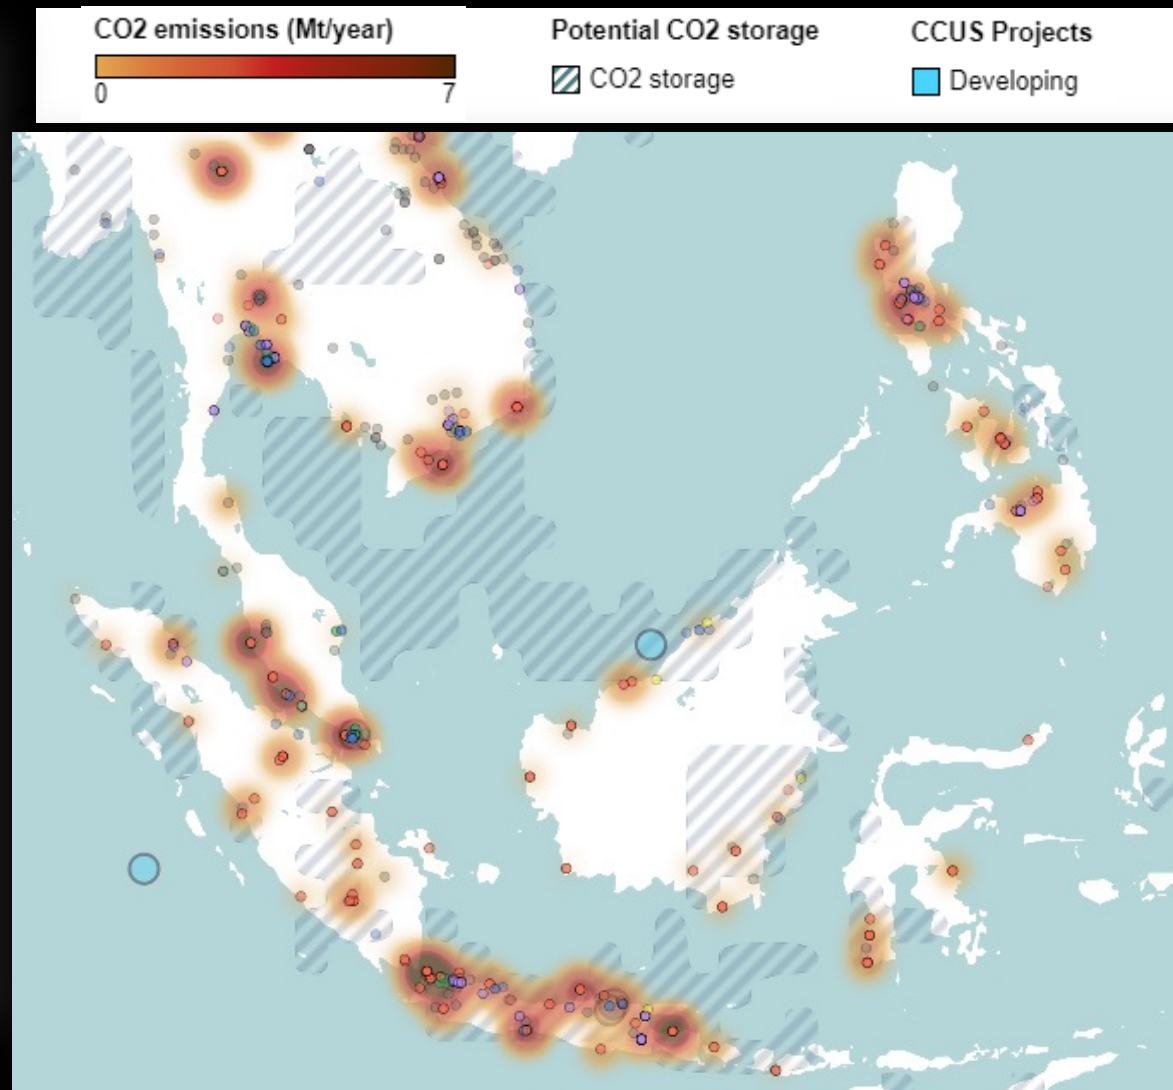 CO2 emissions (Mt/year)
0 7
Potential CO2 storage
CO2 storage
CCUS Projects
Developing